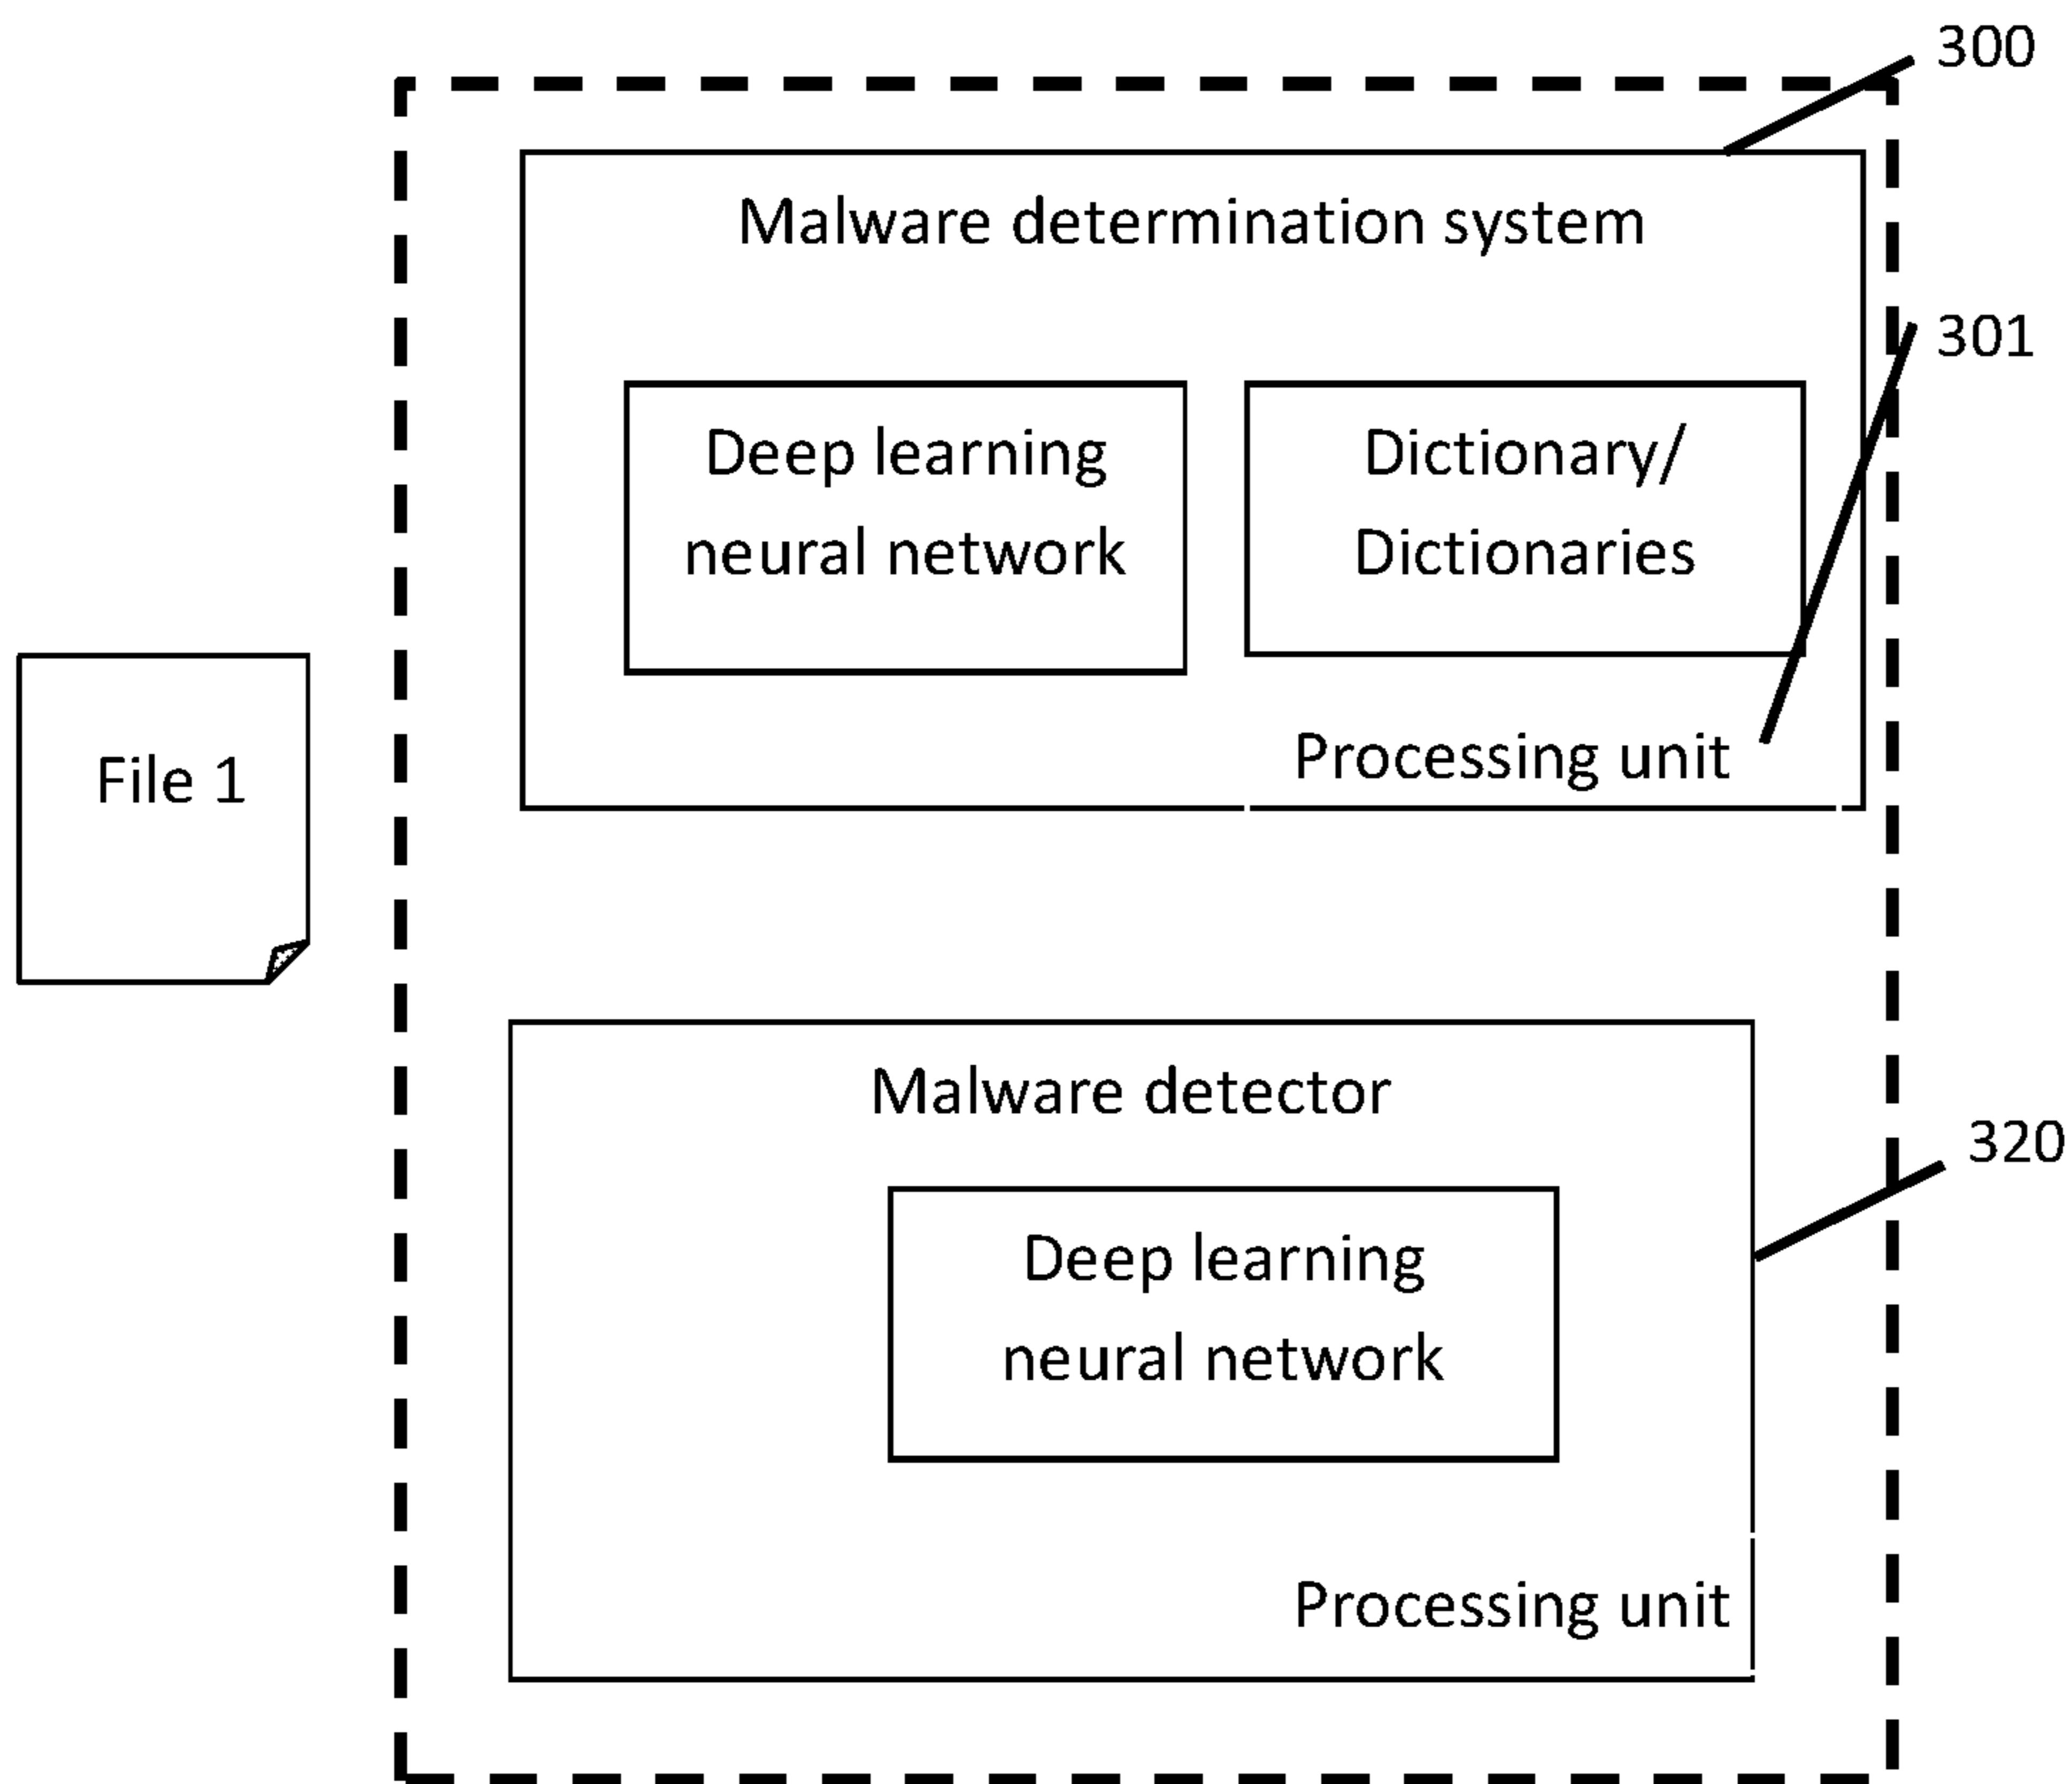 300
Malware determination system
301
Deep learning
neural network
Dictionary/
Dictionaries
Processing unit
File 1
Malware detector
320
Deep learning
neural network
Processing unit